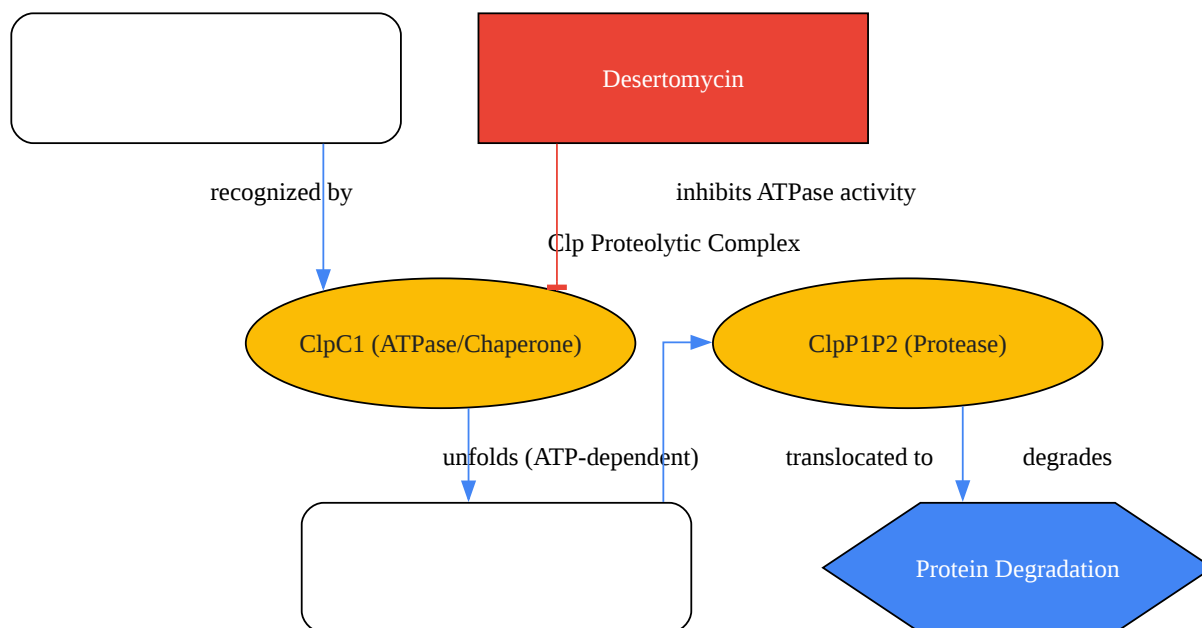 Desertomycin
recognized by
inhibits ATPase activity
Clp Proteolytic Complex
ClpC1 (ATPase/Chaperone)
ClpP1P2 (Protease)
unfolds (ATP-dependent)
translocated to
degrades
Protein Degradation